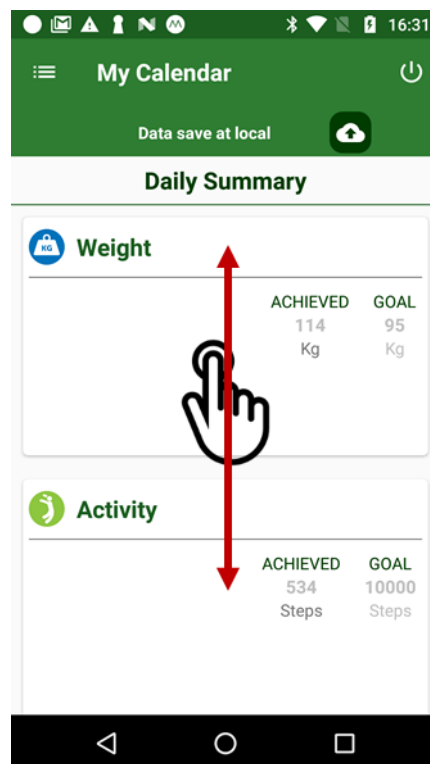 16:31
My Calendar
Data save at local
Daily Summary
KG
Weight
ACHIEVED GOAL
114 95
Kg Kg
Activity
ACHIEVED GOAL
534 10000
Steps Steps